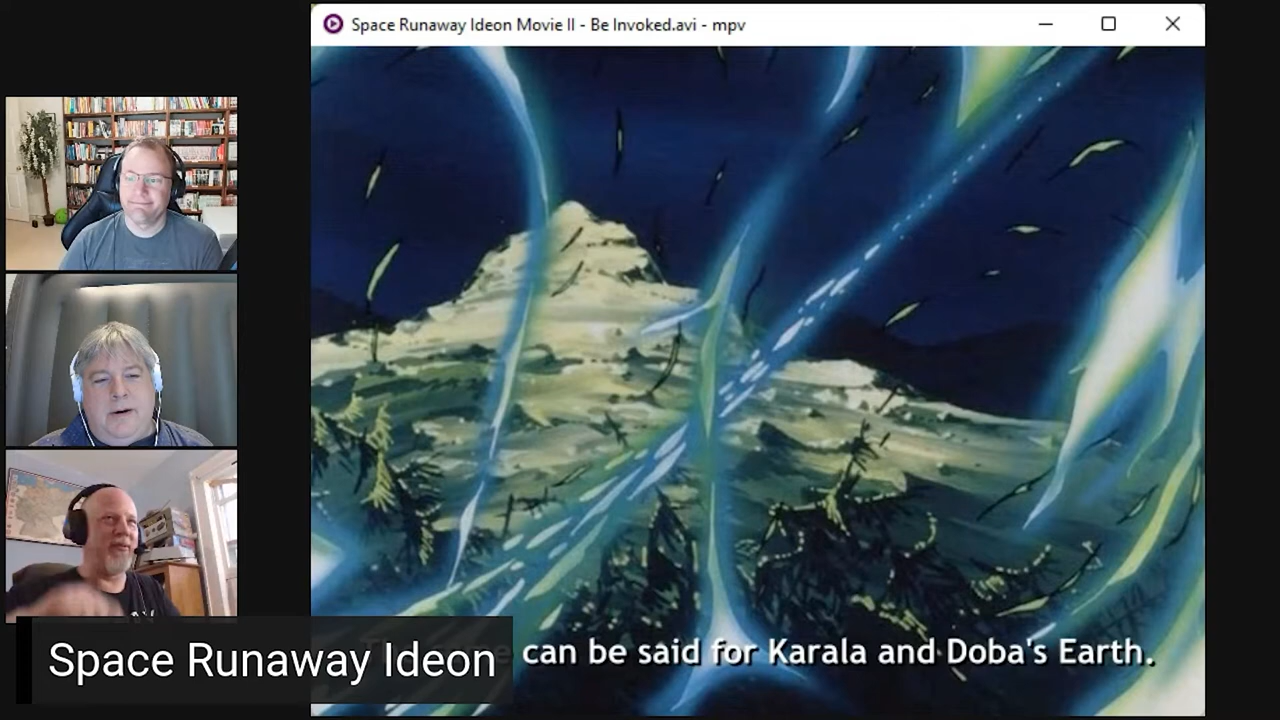 Space Runaway Ideon Movie II - Be Invoked.avi - mpv
can be said for Karala and Doba's Earth.
Space Runaway Ideon